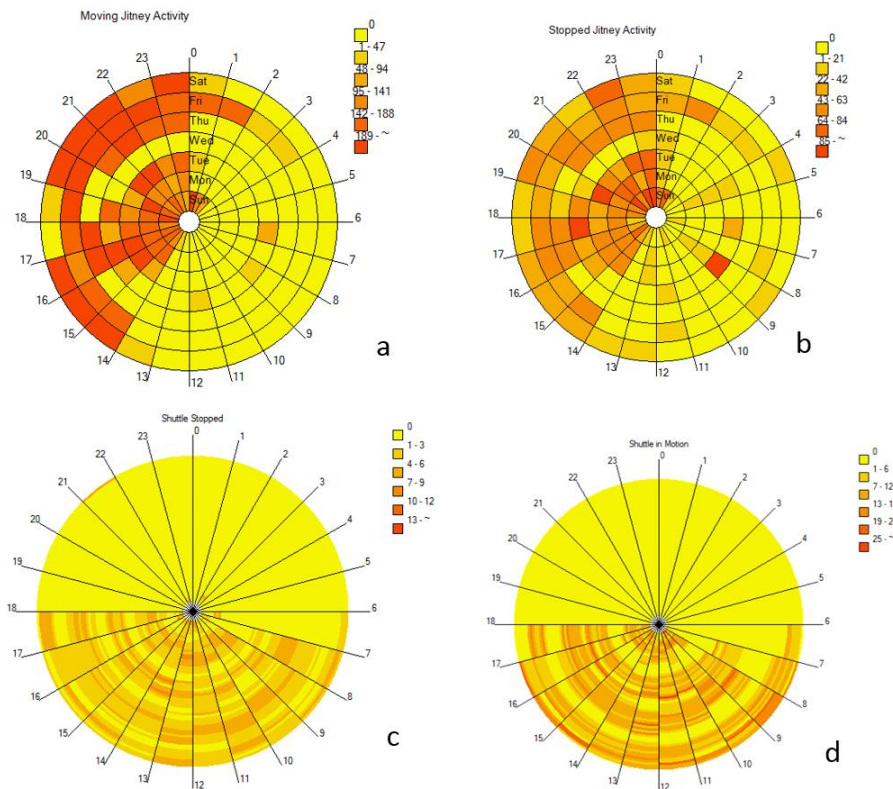 Moving Jitney Activity
0
1 - 47
48 - 94
95 - 141
142 - 188
189 - ~
0
1
2
3
4
5
6
7
8
9
10
11
12
13
14
15
16
17
18
19
20
21
22
23
Sat
Fri
Thu
Wed
Tue
Mon
Sun
a
Stopped Jitney Activity
0
1 - 21
22 - 42
43 - 63
64 - 84
85 - ~
0
1
2
3
4
5
6
7
8
9
10
11
12
13
14
15
16
17
18
19
20
21
22
23
Sat
Fri
Thu
Wed
Tue
Mon
Sun
b
Shuttle Stopped
0
1 - 3
4 - 6
7 - 9
10 - 12
13 - ~
0
1
2
3
4
5
6
7
8
9
10
11
12
13
14
15
16
17
18
19
20
21
22
23
c
Shuttle in Motion
0
1 - 6
7 - 12
13 - 1
19 - 2
25 - ~
0
1
2
3
4
5
6
7
8
9
10
11
12
13
14
15
16
17
18
19
20
21
22
23
d